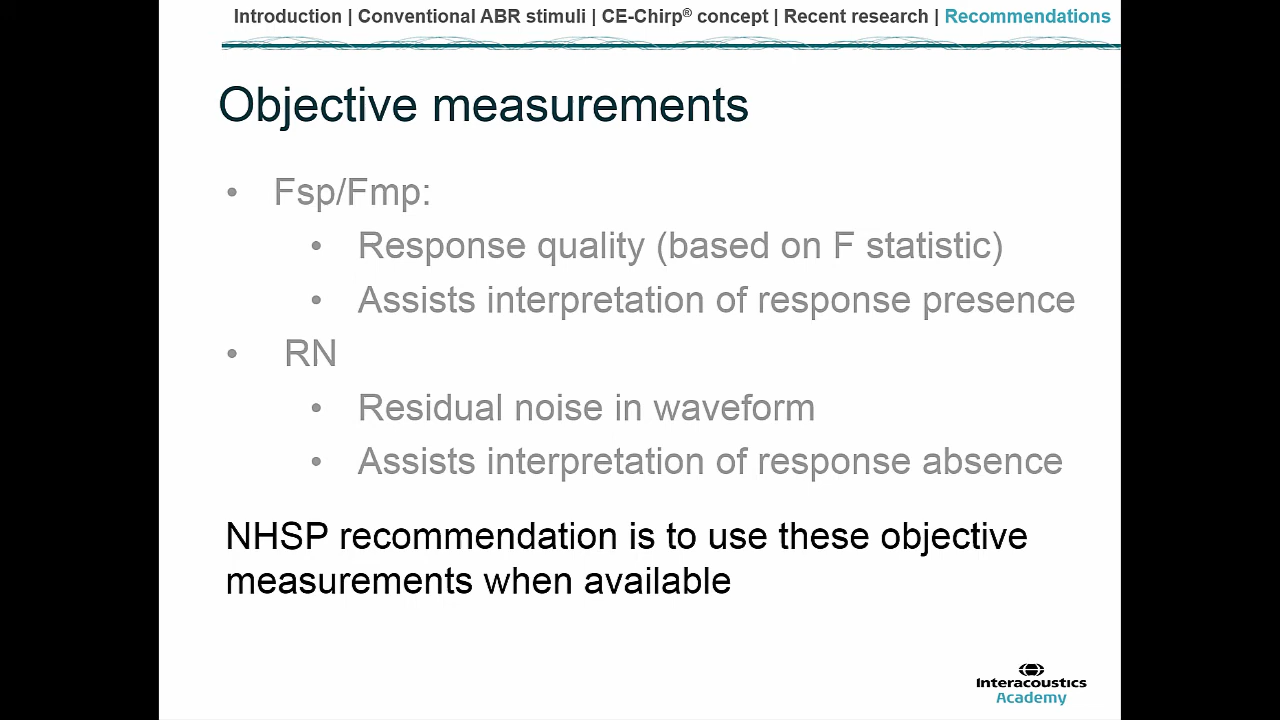 Introduction | Conventional ABR stimuli | CE-Chirp® concept | Recent research | Recommendations
Objective measurements
• Fsp/Fmp:
• Response quality (based on F statistic)
• Assists interpretation of response presence
• RN
• Residual noise in waveform
• Assists interpretation of response absence
NHSP recommendation is to use these objective
measurements when available
Interacoustics
Academy